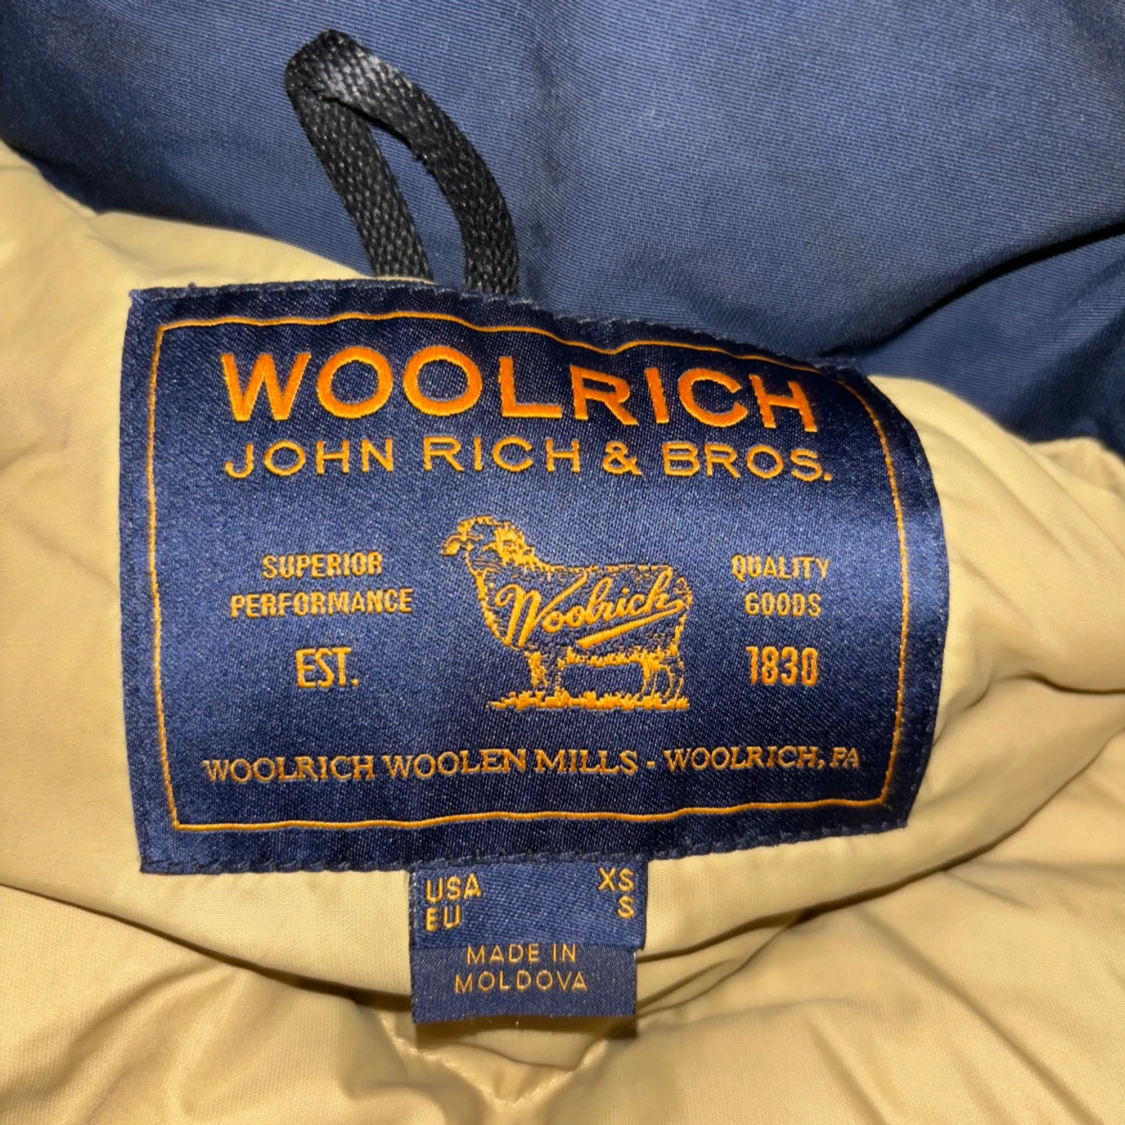 WOOLRICH
JOHN RICH & BROS.
SUPERIOR
PERFORMANCE
EST.
Woolrich
QUALITY
GOODS
1830
WOOLRICH WOOLEN MILLS - WOOLRICH, PA
USA XS
EU S
MADE IN
MOLDOVA